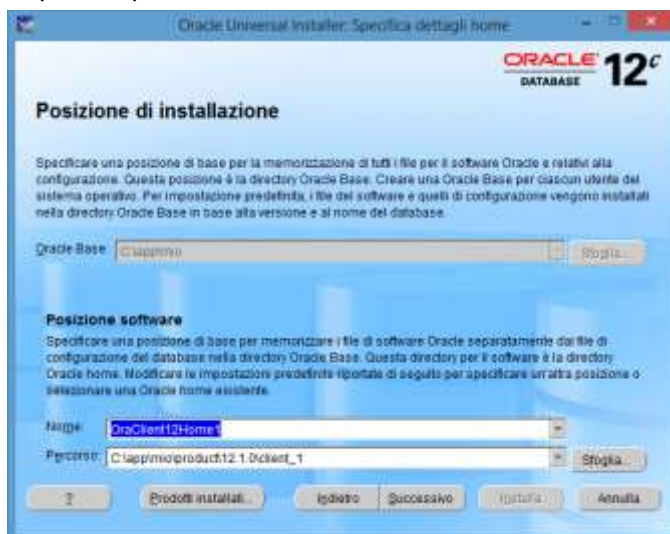 Oracle Universal Installer: Specifica dettagli home
ORACLE
DATABASE
12c
Posizione di installazione
Specificare una posizione di base per la memorizzazione di tutti i file per il software Oracle e relativi alla
configurazione. Questa posizione è la directory Oracle Base. Creare una Oracle Base per ciascun utente del
sistema operativo. Per impostazione predefinita, i file del software e quelli di configurazione vengono installati
nella directory Oracle Base in base alla versione e al nome del database.
Oracle Base C:\app\mio Sfoglia...
Posizione software
Specificare una posizione di base per memorizzare i file di software Oracle separatamente dai file di
configurazione del database nella directory Oracle Base. Questa directory per il software è la directory
Oracle home. Modificare le impostazioni predefinite riportate di seguito per specificare un'altra posizione o
selezionare una Oracle home esistente.
Nome: OraClient12Home1
Percorso: C:\app\mio\product\12.1.0\client_1 Sfoglia...
? Prodotti installati... Indietro Successivo Installa Annulla